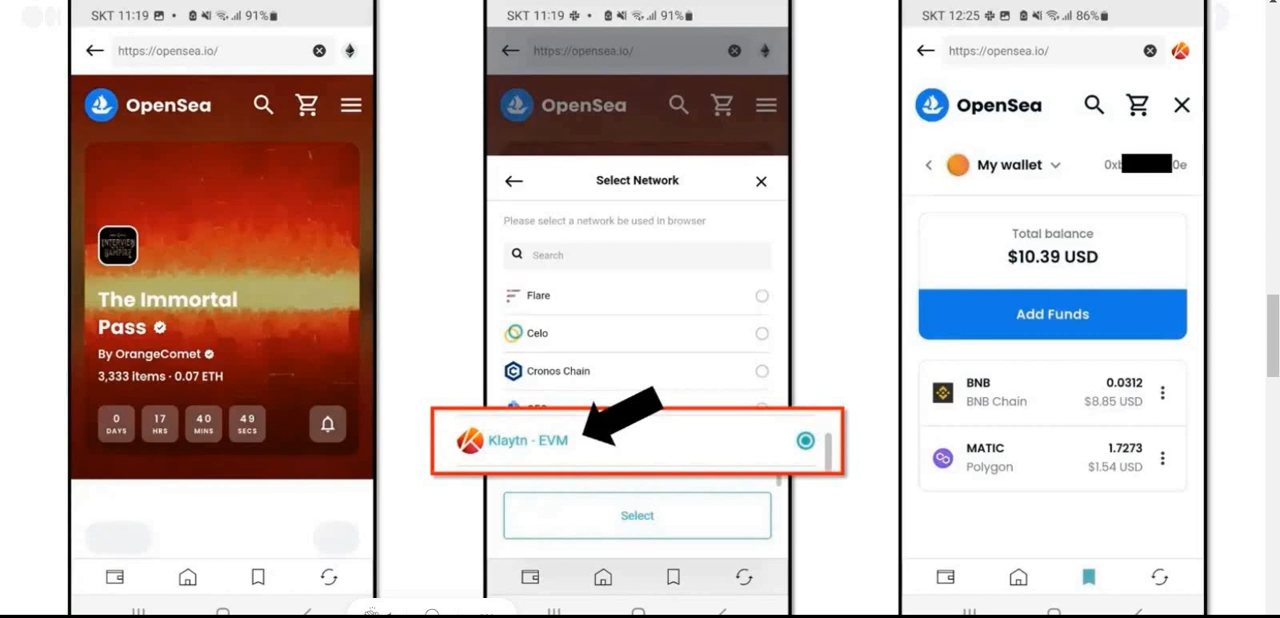 SKT 11:19 91%
https://opensea.io/
OpenSea
INTERVIEW
VAMPIRE
The Immortal
Pass
By OrangeComet
3,333 items · 0.07 ETH
0 17 40 49
DAYS HRS MINS SECS
SKT 11:19 91%
https://opensea.io/
OpenSea
Select Network
Please select a network be used in browser
Search
Flare
Celo
Cronos Chain
Klaytn - EVM
Select
SKT 12:25 86%
https://opensea.io/
OpenSea
My wallet 0xb 0e
Total balance
$10.39 USD
Add Funds
BNB 0.0312
BNB Chain $8.85 USD
MATIC 1.7273
Polygon $1.54 USD